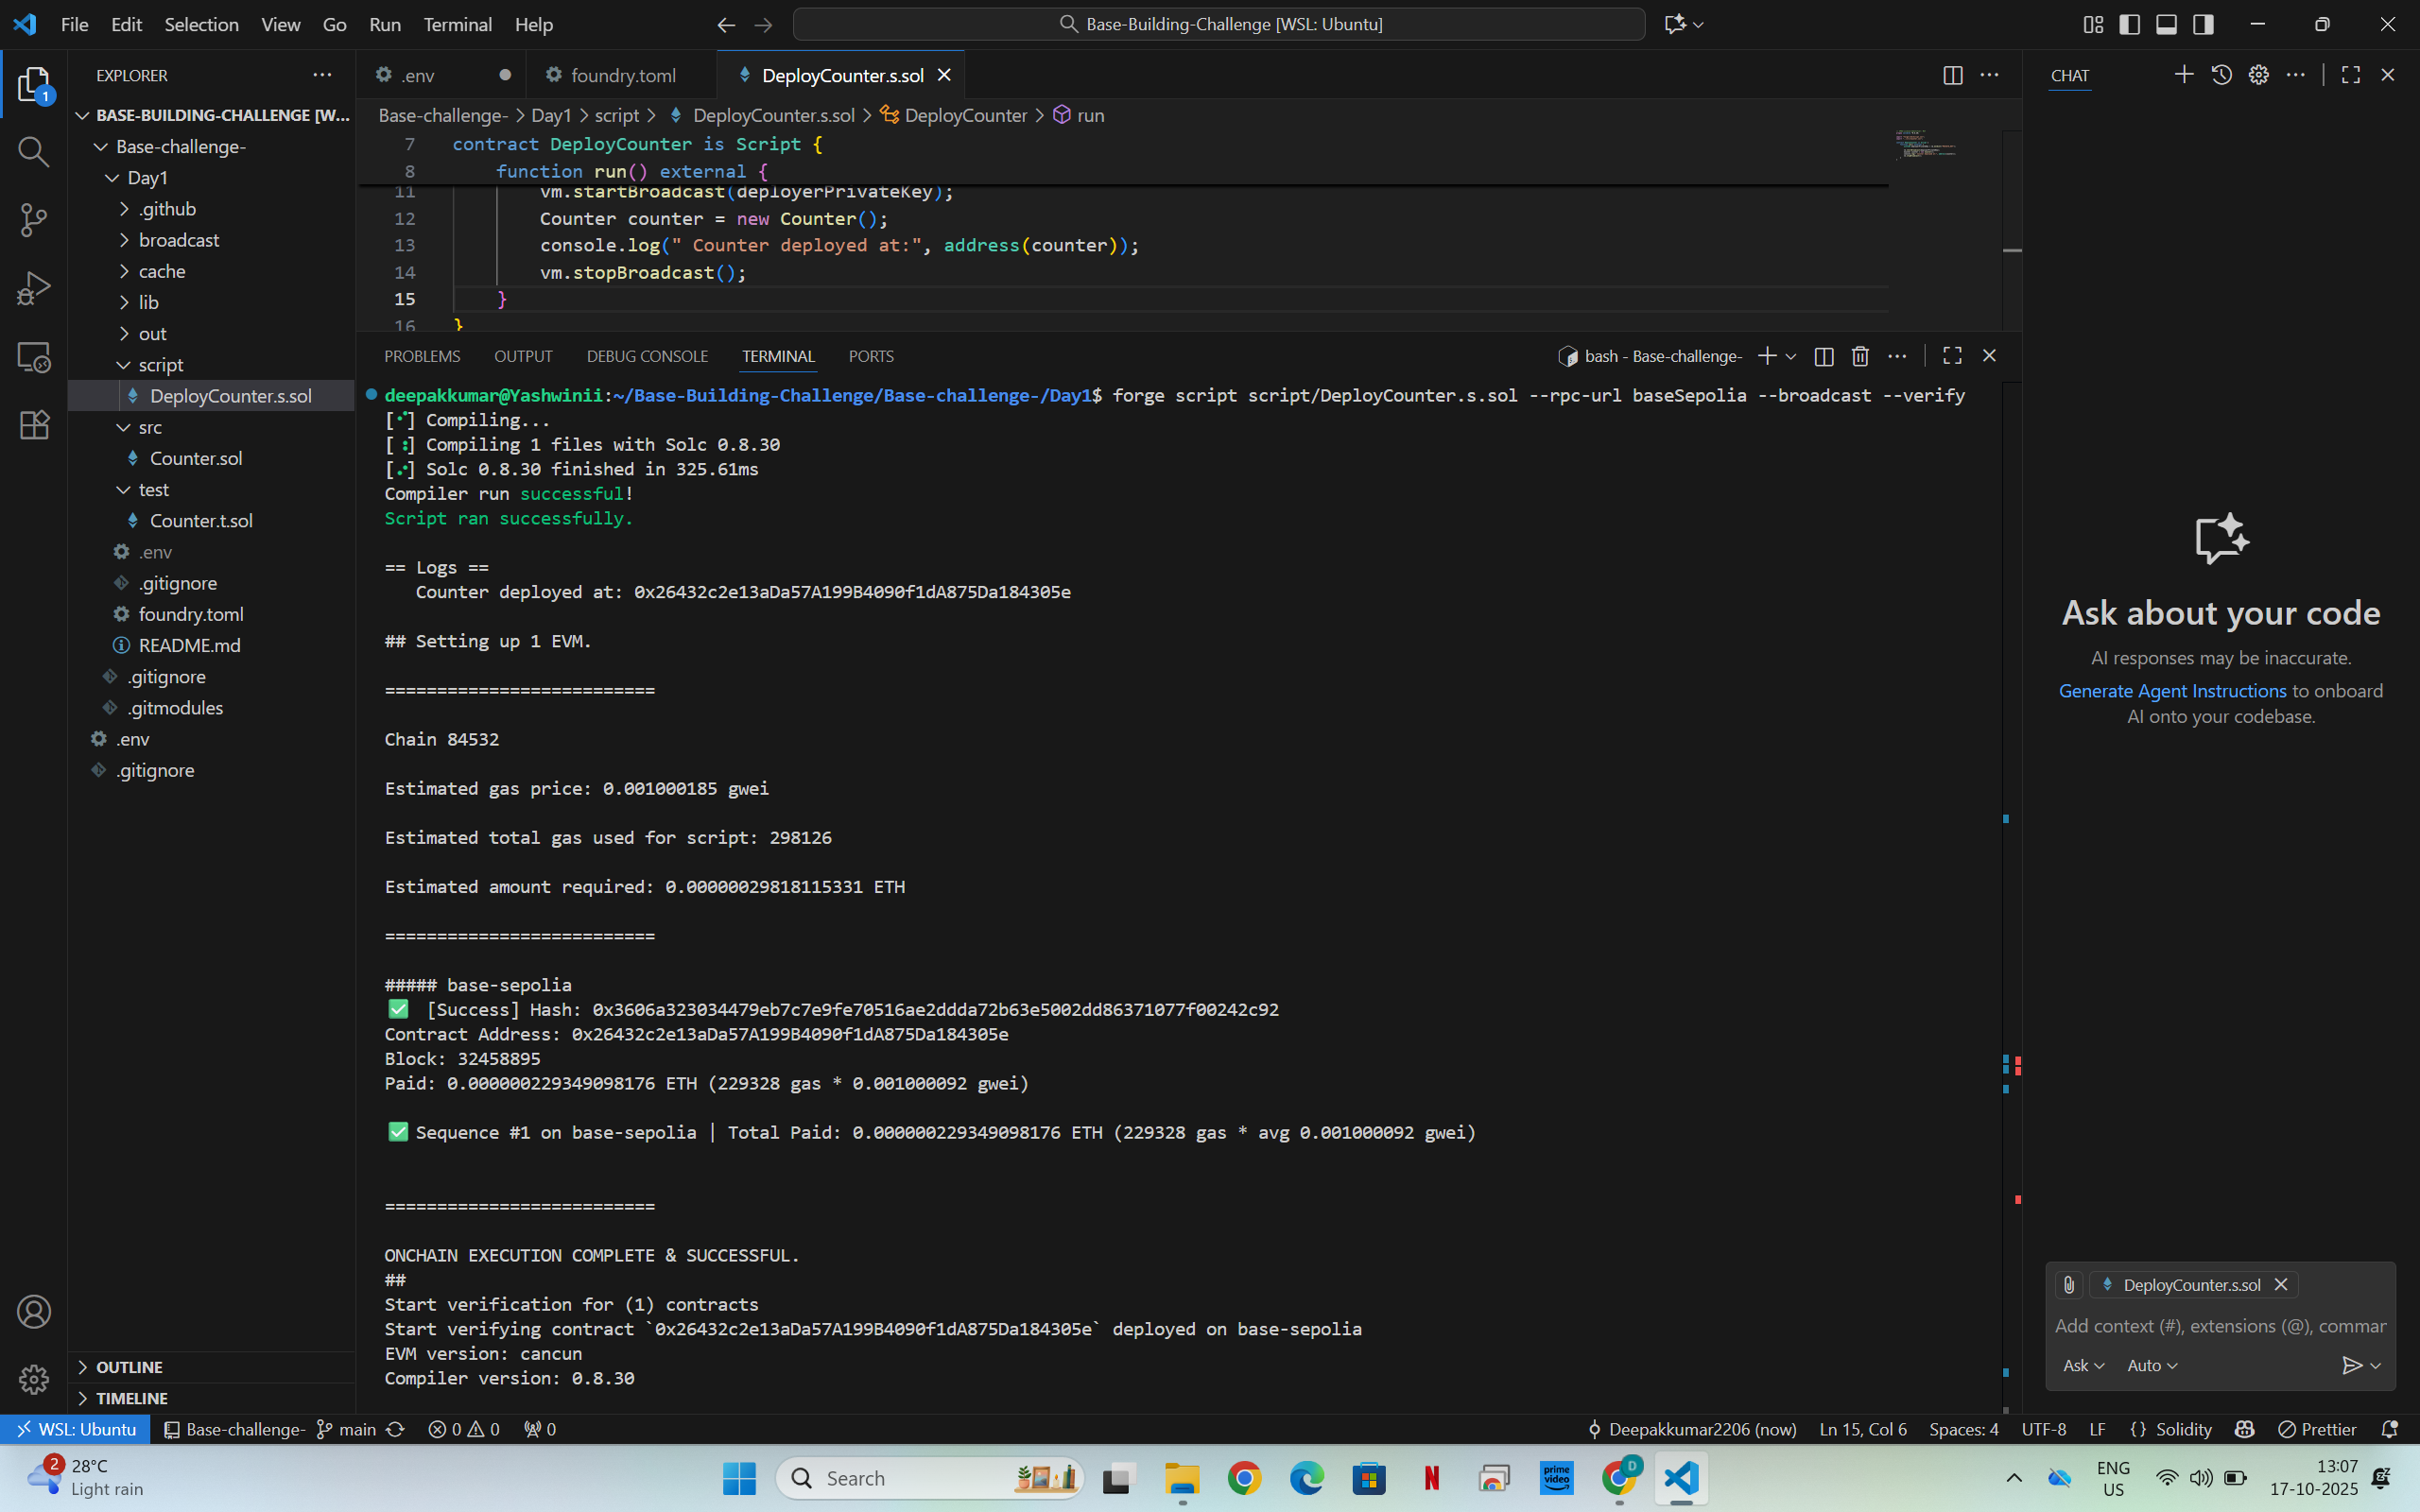 File Edit Selection View Go Run Terminal Help
Base-Building-Challenge [WSL: Ubuntu]
EXPLORER
1
BASE-BUILDING-CHALLENGE [W...
Base-challenge-
Day1
.github
broadcast
cache
lib
out
script
DeployCounter.s.sol
src
Counter.sol
test
Counter.t.sol
.env
.gitignore
foundry.toml
README.md
.gitignore
.gitmodules
.env
.gitignore
OUTLINE
TIMELINE
.env
foundry.toml
DeployCounter.s.sol
Base-challenge- > Day1 > script > DeployCounter.s.sol > DeployCounter > run
7 contract DeployCounter is Script {
8 function run() external {
11 vm.startBroadcast(deployerPrivateKey);
12 Counter counter = new Counter();
13 console.log(" Counter deployed at:", address(counter));
14 vm.stopBroadcast();
15 }
16 }
PROBLEMS OUTPUT DEBUG CONSOLE TERMINAL PORTS
bash - Base-challenge-
deepakkumar@Yashwinii:~/Base-Building-Challenge/Base-challenge-/Day1$ forge script script/DeployCounter.s.sol --rpc-url baseSepolia --broadcast --verify
[⠊] Compiling...
[⠘] Compiling 1 files with Solc 0.8.30
[⠔] Solc 0.8.30 finished in 325.61ms
Compiler run successful!
Script ran successfully.
== Logs ==
Counter deployed at: 0x26432c2e13aDa57A199B4090f1dA875Da184305e
## Setting up 1 EVM.
==========================
Chain 84532
Estimated gas price: 0.001000185 gwei
Estimated total gas used for script: 298126
Estimated amount required: 0.00000029818115331 ETH
==========================
##### base-sepolia
✅ [Success] Hash: 0x3606a323034479eb7c7e9fe70516ae2ddda72b63e5002dd86371077f00242c92
Contract Address: 0x26432c2e13aDa57A199B4090f1dA875Da184305e
Block: 32458895
Paid: 0.000000229349098176 ETH (229328 gas * 0.001000092 gwei)
✅ Sequence #1 on base-sepolia | Total Paid: 0.000000229349098176 ETH (229328 gas * avg 0.001000092 gwei)
==========================
ONCHAIN EXECUTION COMPLETE & SUCCESSFUL.
##
Start verification for (1) contracts
Start verifying contract `0x26432c2e13aDa57A199B4090f1dA875Da184305e` deployed on base-sepolia
EVM version: cancun
Compiler version: 0.8.30
CHAT
Ask about your code
AI responses may be inaccurate.
Generate Agent Instructions to onboard
AI onto your codebase.
DeployCounter.s.sol
Add context (#), extensions (@), commar
Ask Auto
WSL: Ubuntu Base-challenge- main 0 0 0
Deepakkumar2206 (now) Ln 15, Col 6 Spaces: 4 UTF-8 LF {} Solidity Prettier
2
28°C
Light rain
Search
N
prime video
D
ENG
US
13:07
17-10-2025